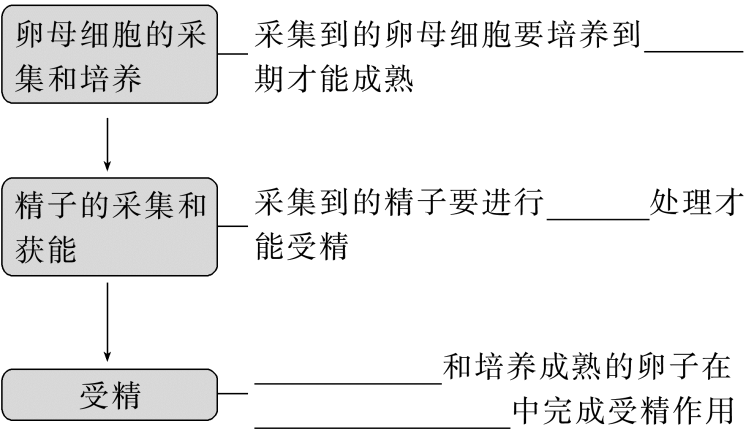 卵母细胞的采
集和培养
采集到的卵母细胞要培养到______
期才能成熟
精子的采集和
获能
采集到的精子要进行______处理才
能受精
受精
____________和培养成熟的卵子在
________________中完成受精作用